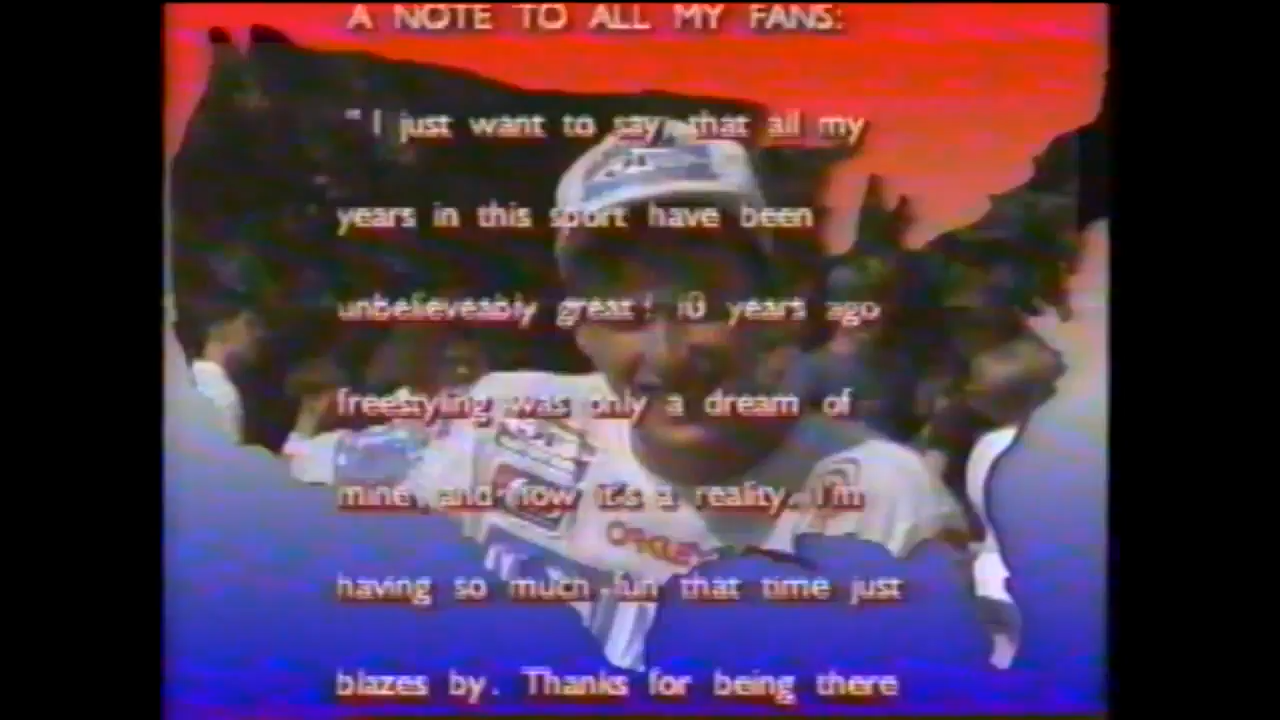 A NOTE TO ALL MY FANS:
"I just want to say, that all my
years in this sport have been
unbelieveably great! 10 years ago
freestyling was only a dream of
mine, and now it's a reality. I'm
having so much fun that time just
blazes by. Thanks for being there
OAKLEY